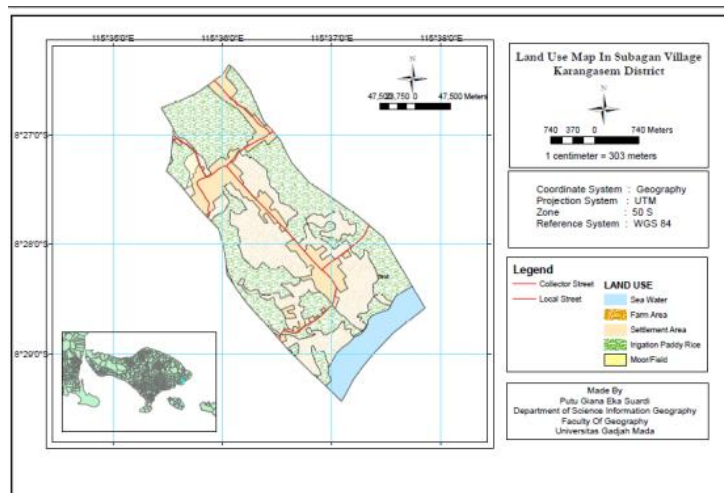 115°35'0"E 115°36'0"E 115°37'0"E 115°38'0"E
47,500 23,750 0 47,500 Meters
8°27'0"S
8°28'0"S
8°29'0"S
Land Use Map In Subagan Village
Karangasem District
740 370 0 740 Meters
1 centimeter = 303 meters
Coordinate System : Geography
Projection System : UTM
Zone : 50 S
Reference System : WGS 84
Legend
Collector Street
Local Street
LAND USE
Sea Water
Farm Area
Settlement Area
Irigation Paddy Rice
Moor/Field
Made By
Putu Giana Eka Suardi
Department of Science Information Geography
Faculty Of Geography
Universitas Gadjah Mada